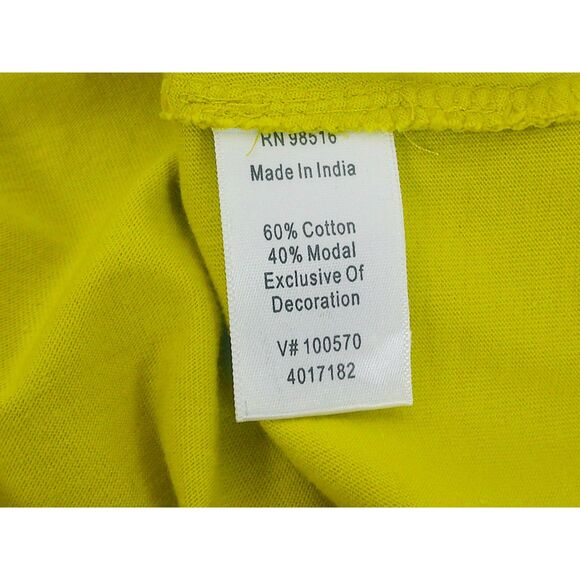 RN 98516
Made In India
60% Cotton
40% Modal
Exclusive Of
Decoration
V# 100570
4017182